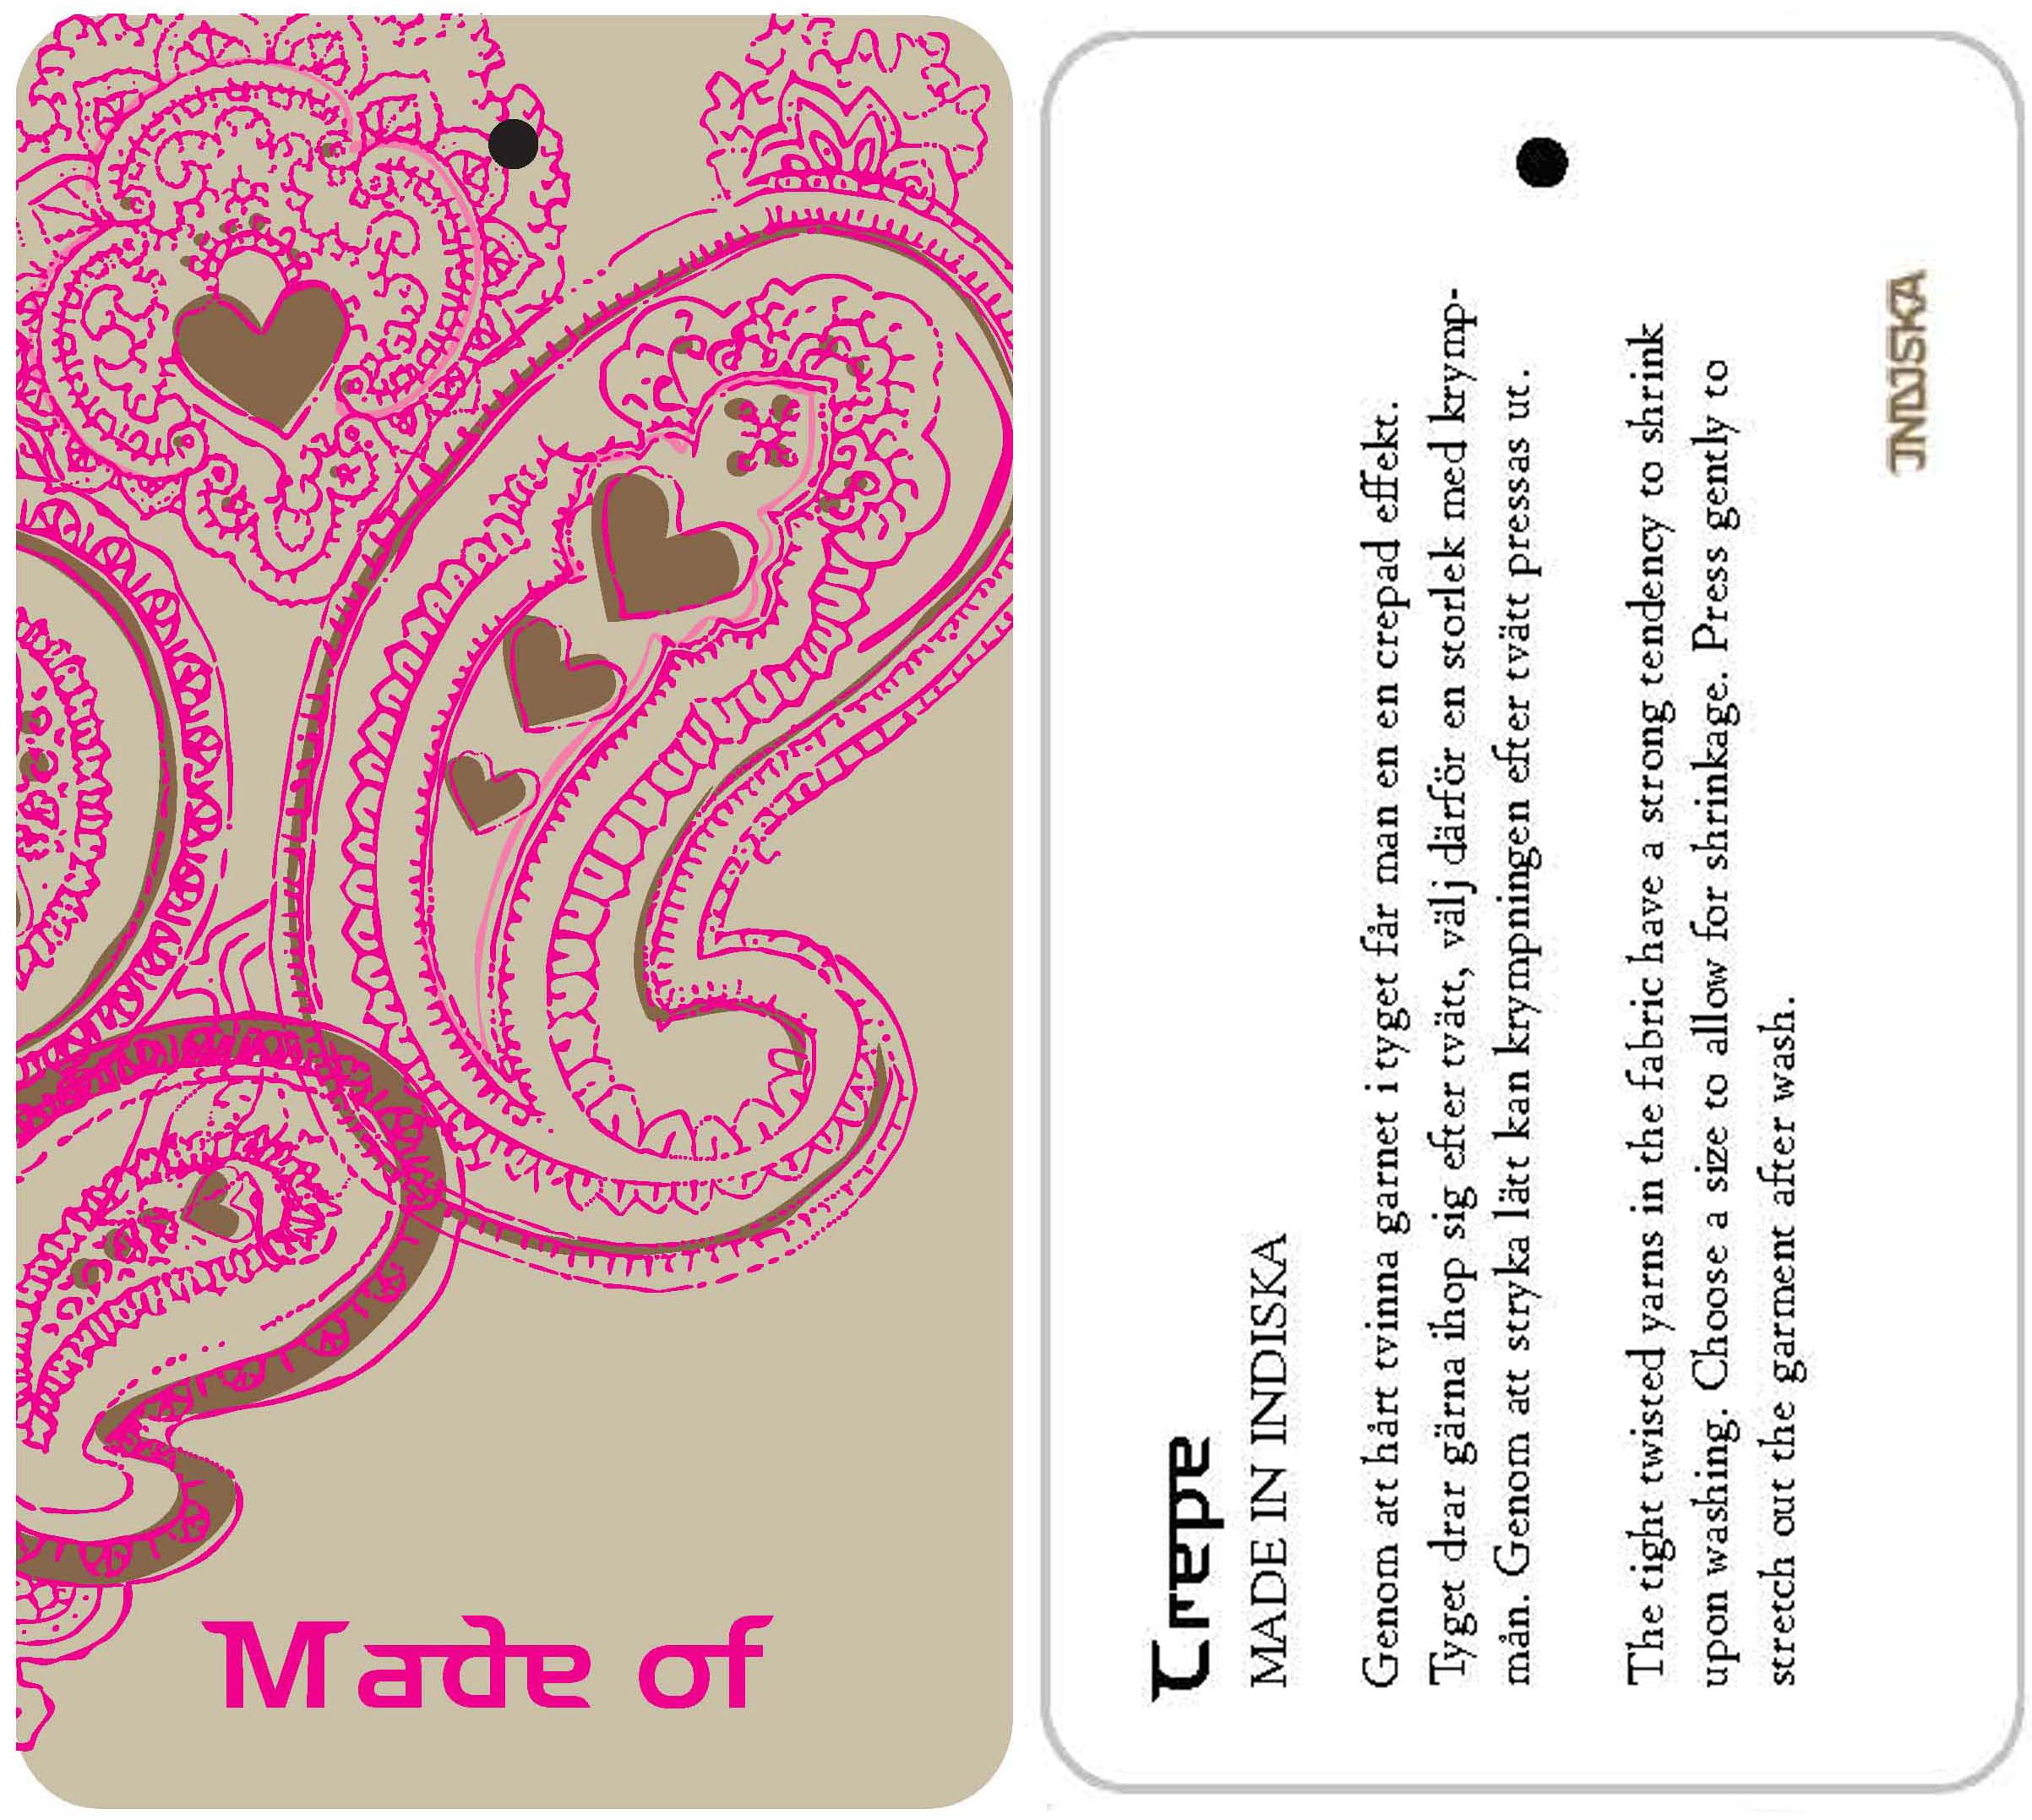 Made of
Crepe
MADE IN INDISKA
Genom att hårt tvinna garnet i tyget får man en en crepad effekt.
Tyget drar gärna ihop sig efter tvätt, välj därför en storlek med krymp-
mån. Genom att stryka lätt kan krympningen efter tvätt pressas ut.
The tight twisted yarns in the fabric have a strong tendency to shrink
upon washing. Choose a size to allow for shrinkage. Press gently to
stretch out the garment after wash.
INDISKA